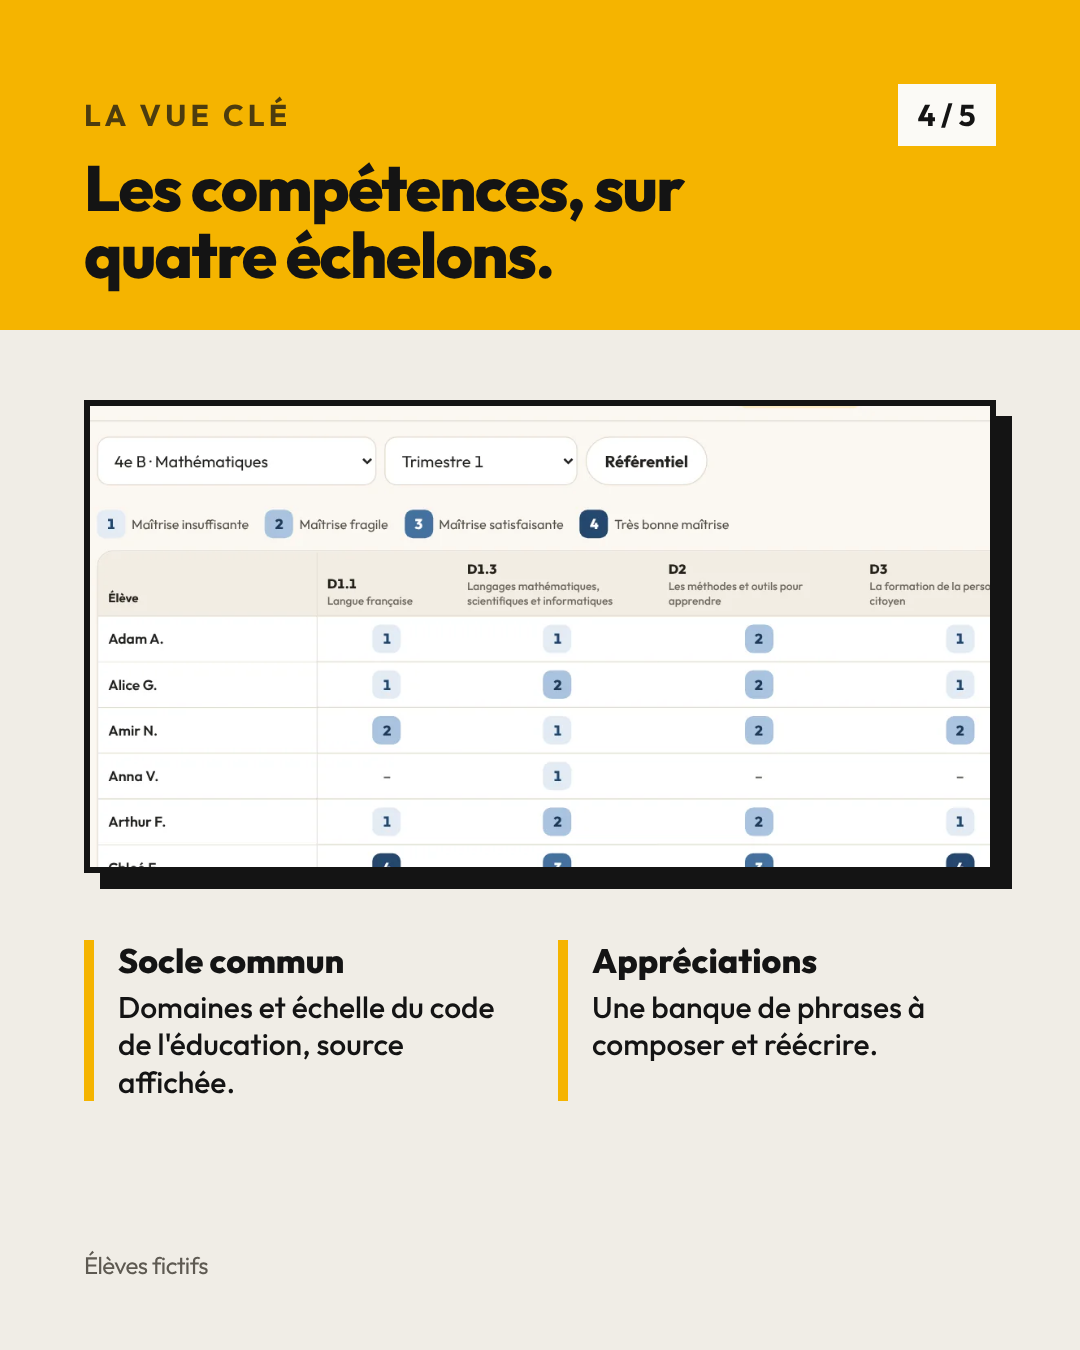 LA VUE CLÉ
4 / 5
Les compétences, sur
quatre échelons.
4e B · Mathématiques
Trimestre 1
Référentiel
1 Maîtrise insuffisante 2 Maîtrise fragile 3 Maîtrise satisfaisante 4 Très bonne maîtrise
Élève
D1.1
Langue française
D1.3
Langages mathématiques,
scientifiques et informatiques
D2
Les méthodes et outils pour
apprendre
D3
La formation de la
citoyen
Adam A. 1 1 2 1
Alice G. 1 2 2 1
Amir N. 2 1 2 2
Anna V. – 1 – –
Arthur F. 1 2 2 1
Socle commun
Domaines et échelle du code
de l'éducation, source
affichée.
Appréciations
Une banque de phrases à
composer et réécrire.
Élèves fictifs